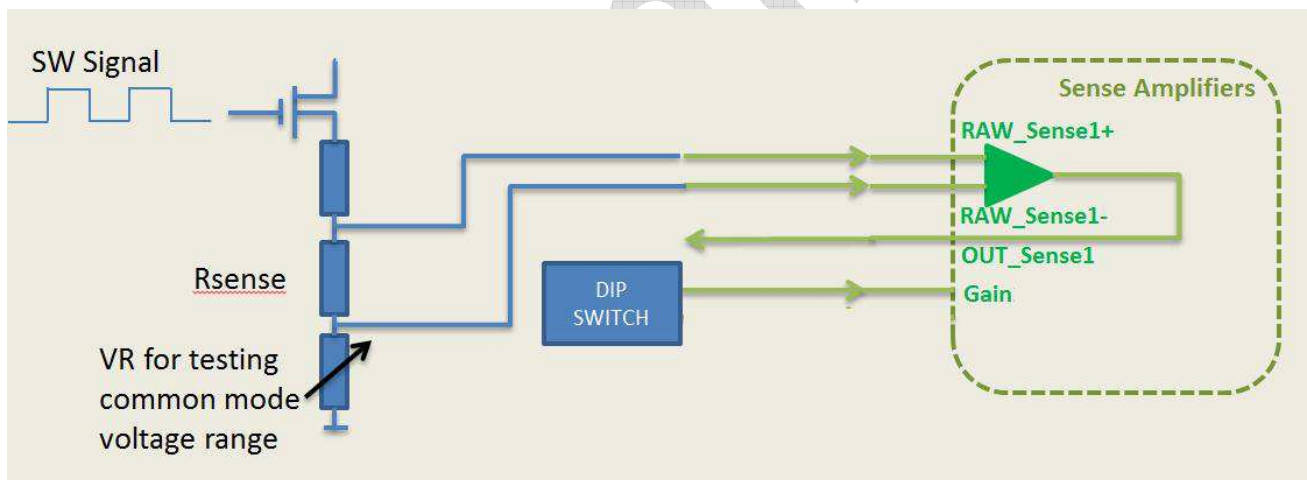 SW Signal
Sense Amplifiers
RAW_Sense1+
RAW_Sense1-
OUT_Sense1
Gain
Rsense
DIP
SWITCH
VR for testing
common mode
voltage range